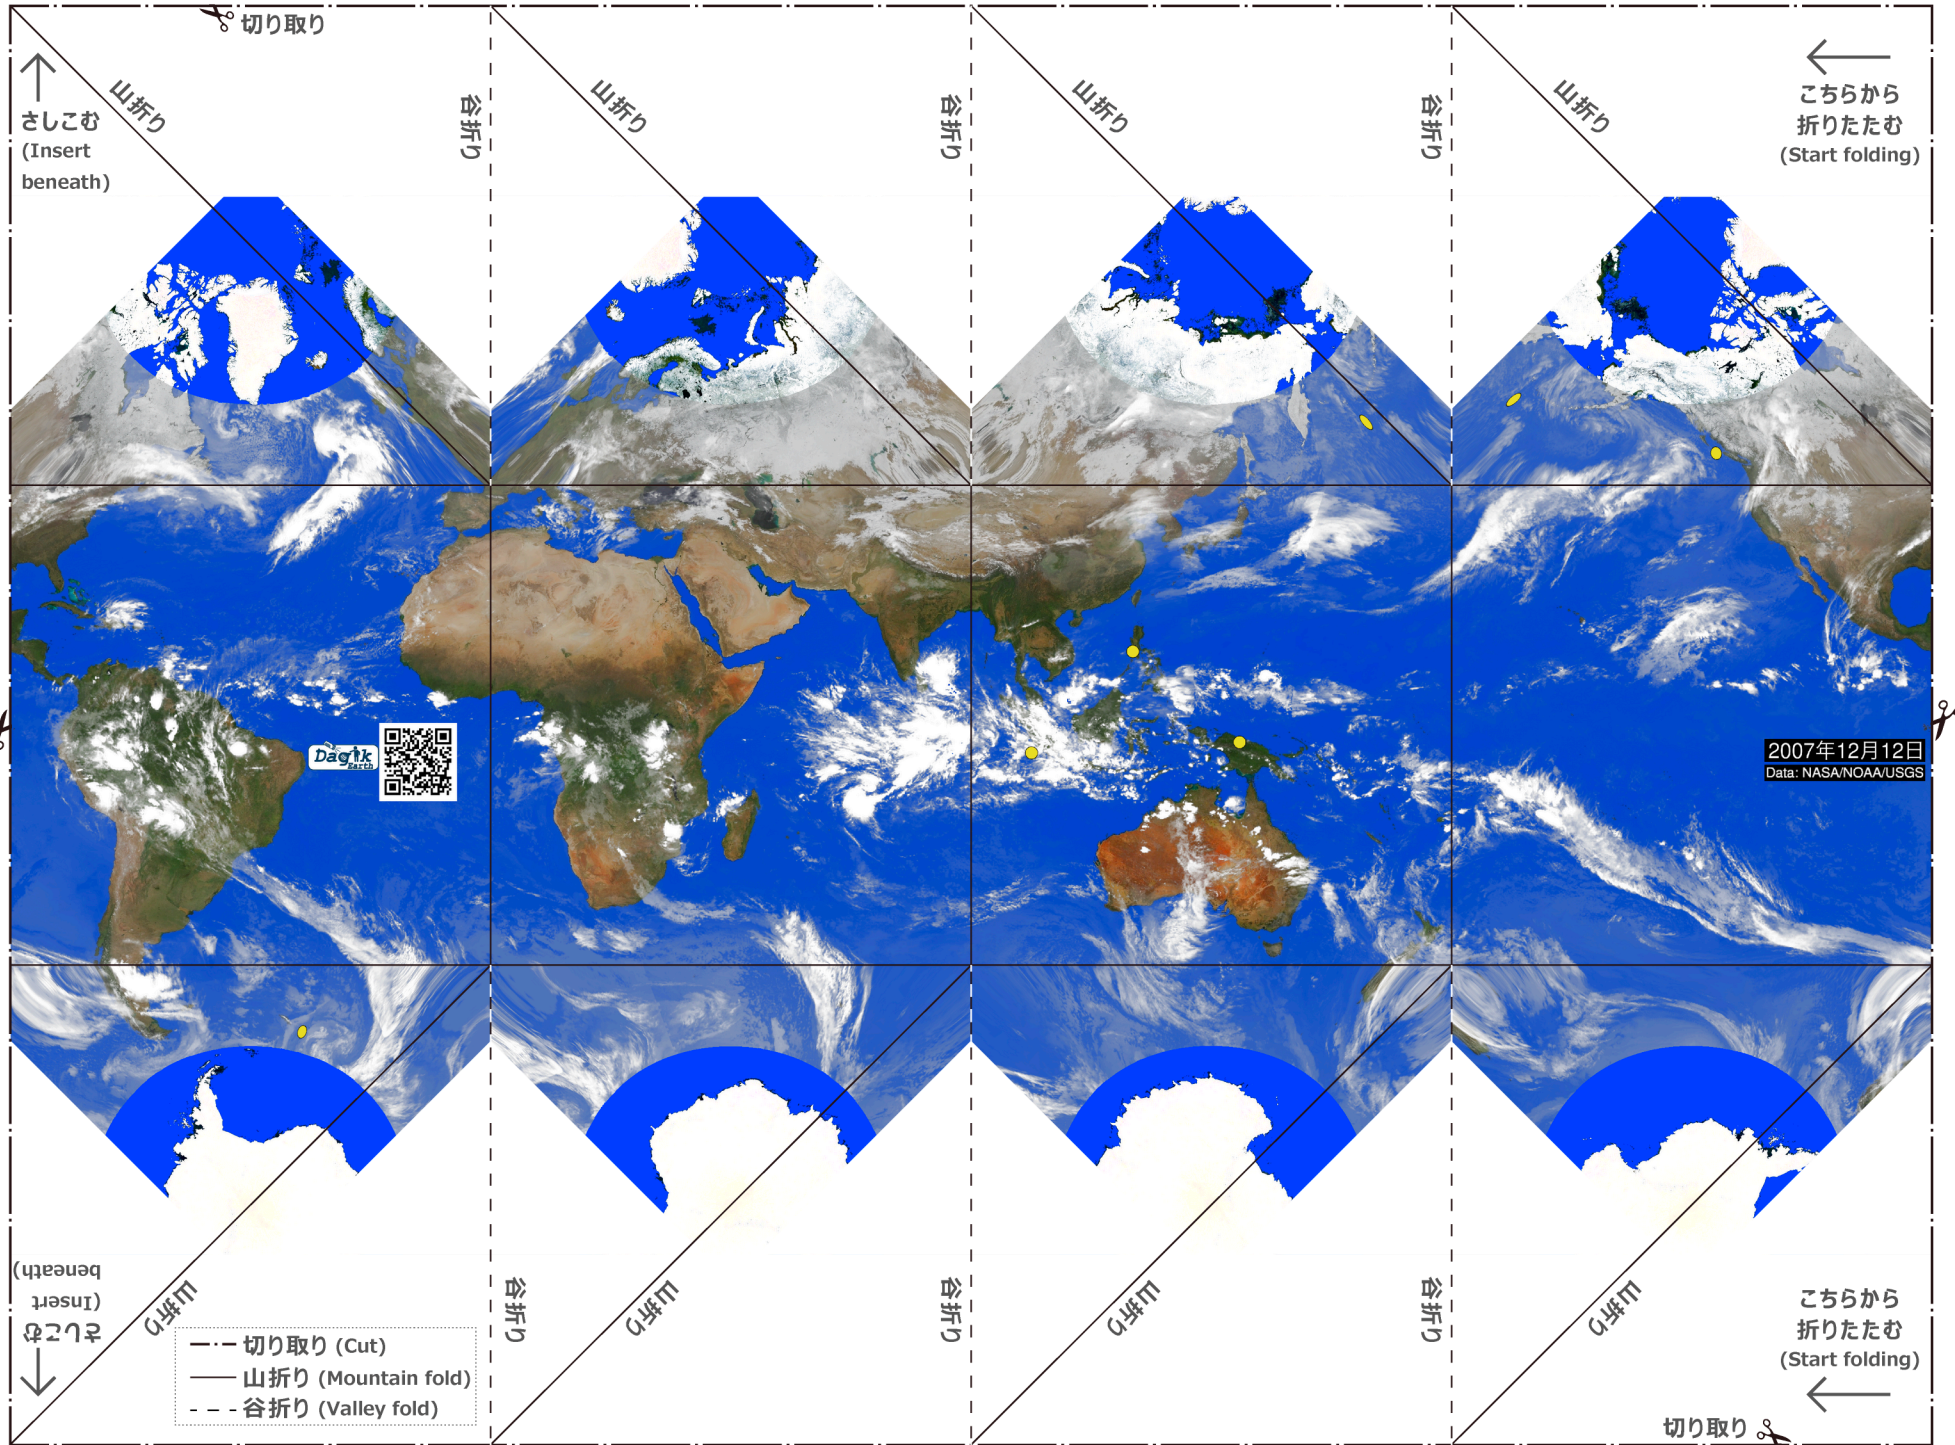 切り取り
さしこむ
(Insert
beneath)
山折り
谷折り
山折り
谷折り
山折り
谷折り
山折り
こちらから
折りたたむ
(Start folding)
Dagik
Earth
2007年12月12日
Data: NASA/NOAA/USGS
さしこむ
(Insert
beneath)
山折り
谷折り
山折り
谷折り
山折り
谷折り
山折り
こちらから
折りたたむ
(Start folding)
切り取り (Cut)
山折り (Mountain fold)
谷折り (Valley fold)
切り取り